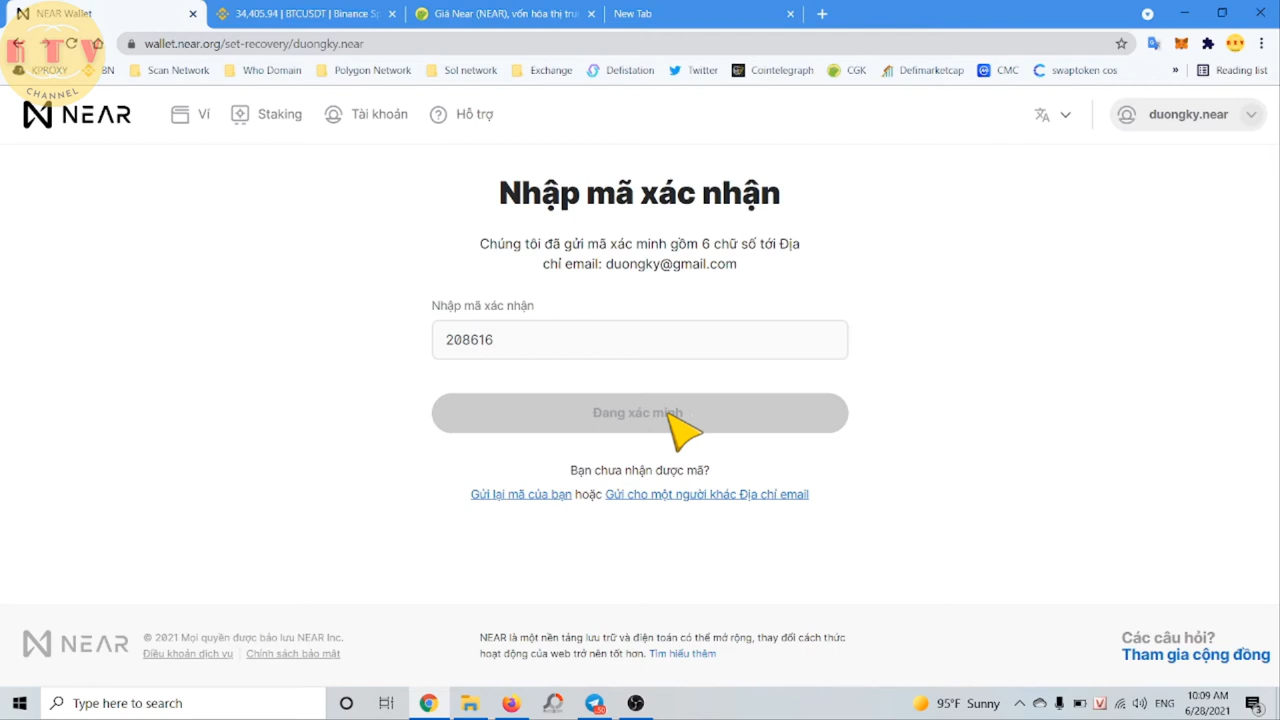 NEAR Wallet
34,405.94 | BTCUSDT | Binance Sp
Giá Near (NEAR), vốn hóa thị trư
New Tab
wallet.near.org/set-recovery/duongky.near
KPROXY
BN
Scan Network
Who Domain
Polygon Network
Sol network
Exchange
Defistation
Twitter
Cointelegraph
CGK
Defimarketcap
CMC
swaptoken cos
»
Reading list
n T V
CHANNEL
NEAR
Ví
Staking
Tài khoản
Hỗ trợ
duongky.near
Nhập mã xác nhận
Chúng tôi đã gửi mã xác minh gồm 6 chữ số tới Địa
chỉ email: duongky@gmail.com
Nhập mã xác nhận
208616
Đang xác minh
Bạn chưa nhận được mã?
Gửi lại mã của bạn hoặc Gửi cho một người khác Địa chỉ email
NEAR
© 2021 Mọi quyền được bảo lưu NEAR Inc.
Điều khoản dịch vụ | Chính sách bảo mật
NEAR là một nền tảng lưu trữ và điện toán có thể mở rộng, thay đổi cách thức
hoạt động của web trở nên tốt hơn. Tìm hiểu thêm
Các câu hỏi?
Tham gia cộng đồng
Type here to search
95°F Sunny
ENG
10:09 AM
6/28/2021